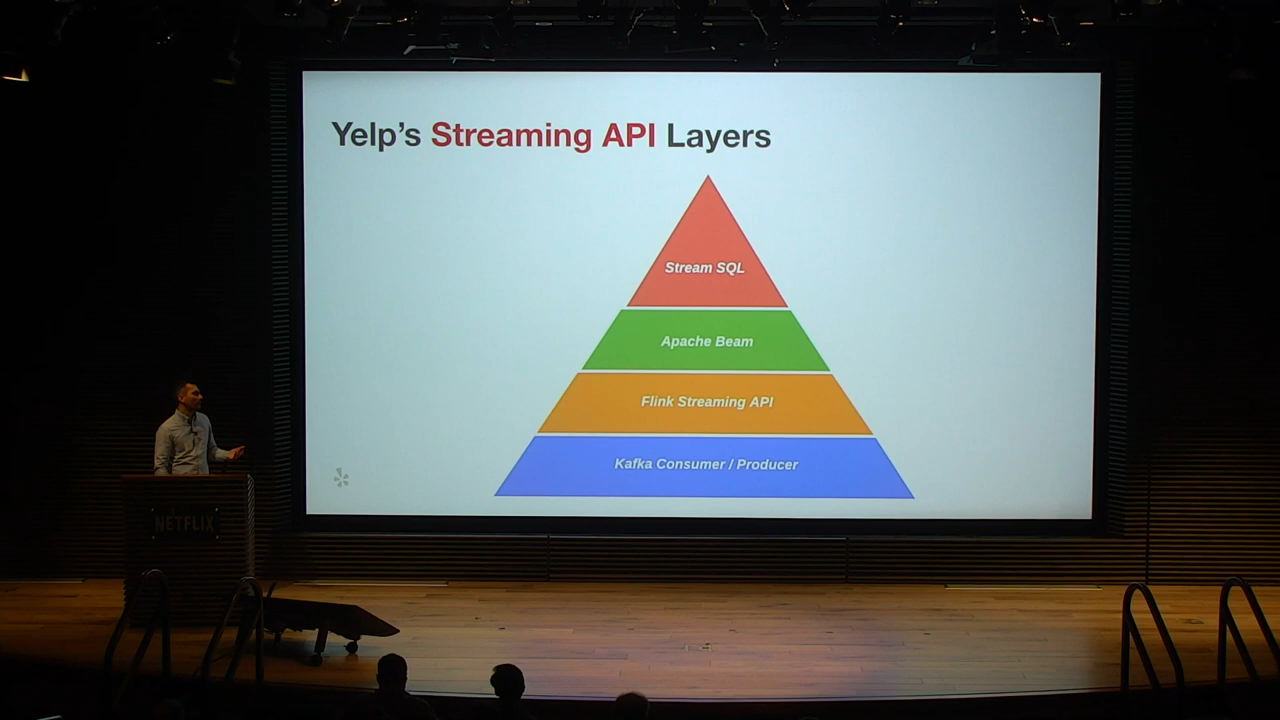 Yelp's Streaming API Layers
Stream SQL
Apache Beam
Flink Streaming API
Kafka Consumer / Producer
NETFLIX